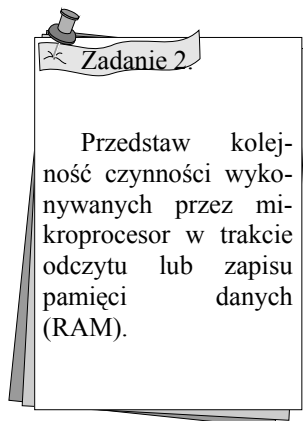 Zadanie 2.
Przedstaw kolej-
ność czynności wyko-
nywanych przez mi-
kroprocesor w trakcie
odczytu lub zapisu
pamięci danych
(RAM).